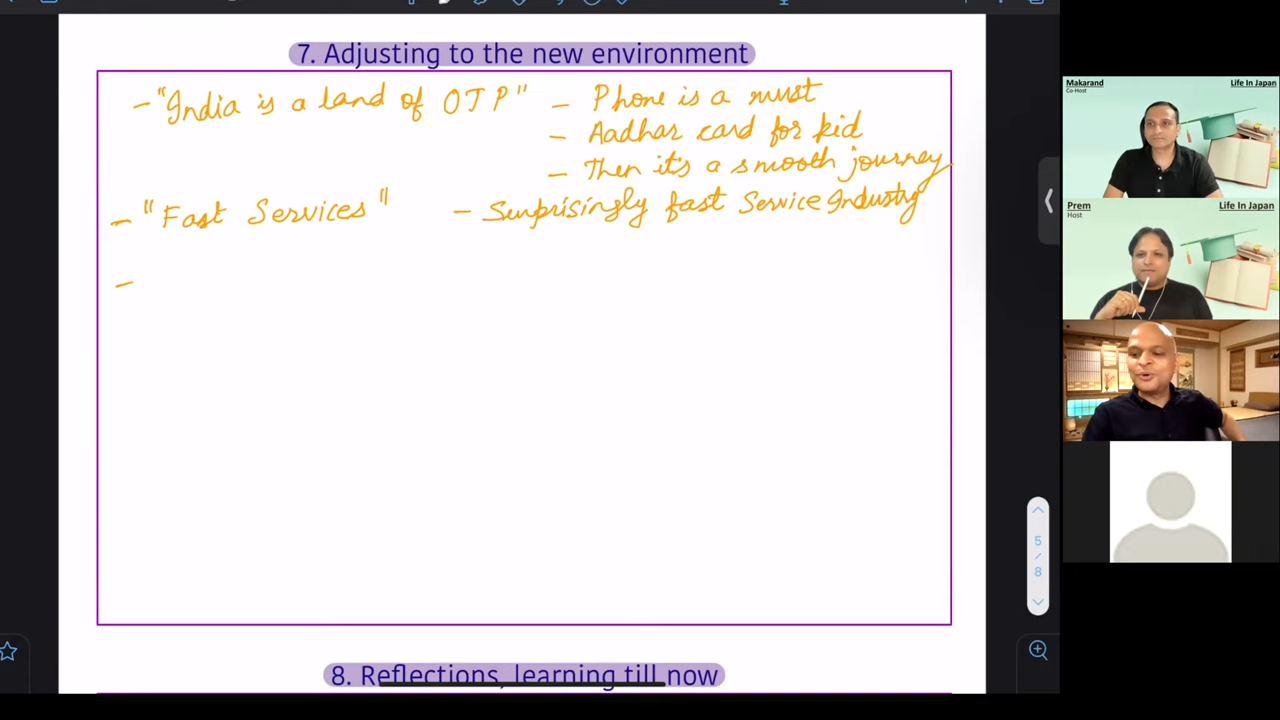 7. Adjusting to the new environment
- "India is a land of OTP" - Phone is a must
- Aadhar card for kid
- Then it's a smooth journey
- "Fast Services" - Surprisingly fast Service Industry
-
8. Reflections, learning till now
5
/
8
Makarand
Co-Host
Life In Japan
Prem
Host
Life In Japan